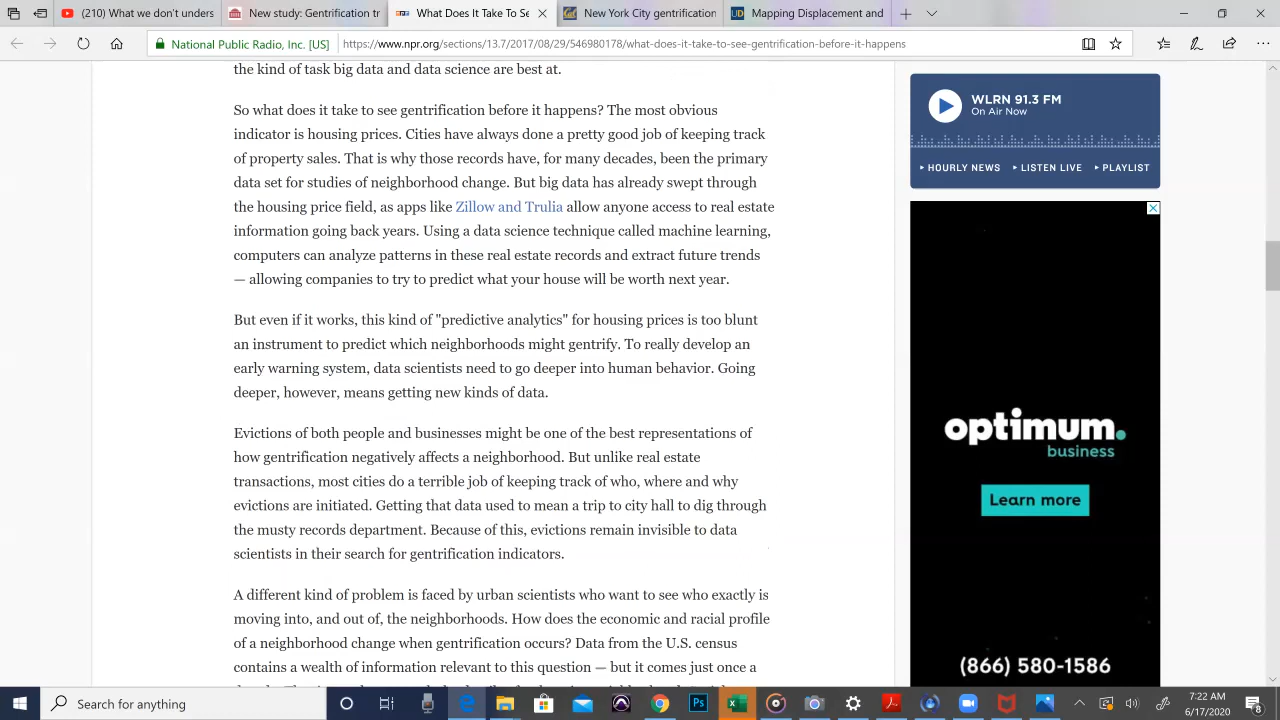 What Does It Take To Se
New York City Displacemen
Mapping Displacement and
National Public Radio, Inc. [US]
https://www.npr.org/sections/13.7/2017/08/29/546980178/what-does-it-take-to-see-gentrification-before-it-happens
the kind of task big data and data science are best at.
So what does it take to see gentrification before it happens? The most obvious
indicator is housing prices. Cities have always done a pretty good job of keeping track
of property sales. That is why those records have, for many decades, been the primary
data set for studies of neighborhood change. But big data has already swept through
the housing price field, as apps like Zillow and Trulia allow anyone access to real estate
information going back years. Using a data science technique called machine learning,
computers can analyze patterns in these real estate records and extract future trends
— allowing companies to try to predict what your house will be worth next year.
But even if it works, this kind of "predictive analytics" for housing prices is too blunt
an instrument to predict which neighborhoods might gentrify. To really develop an
early warning system, data scientists need to go deeper into human behavior. Going
deeper, however, means getting new kinds of data.
Evictions of both people and businesses might be one of the best representations of
how gentrification negatively affects a neighborhood. But unlike real estate
transactions, most cities do a terrible job of keeping track of who, where and why
evictions are initiated. Getting that data used to mean a trip to city hall to dig through
the musty records department. Because of this, evictions remain invisible to data
scientists in their search for gentrification indicators.
A different kind of problem is faced by urban scientists who want to see who exactly is
moving into, and out of, the neighborhoods. How does the economic and racial profile
of a neighborhood change when gentrification occurs? Data from the U.S. census
contains a wealth of information relevant to this question — but it comes just once a
WLRN 91.3 FM
On Air Now
HOURLY NEWS
LISTEN LIVE
PLAYLIST
optimum.
business
Learn more
(866) 580-1586
Search for anything
7:22 AM
6/17/2020